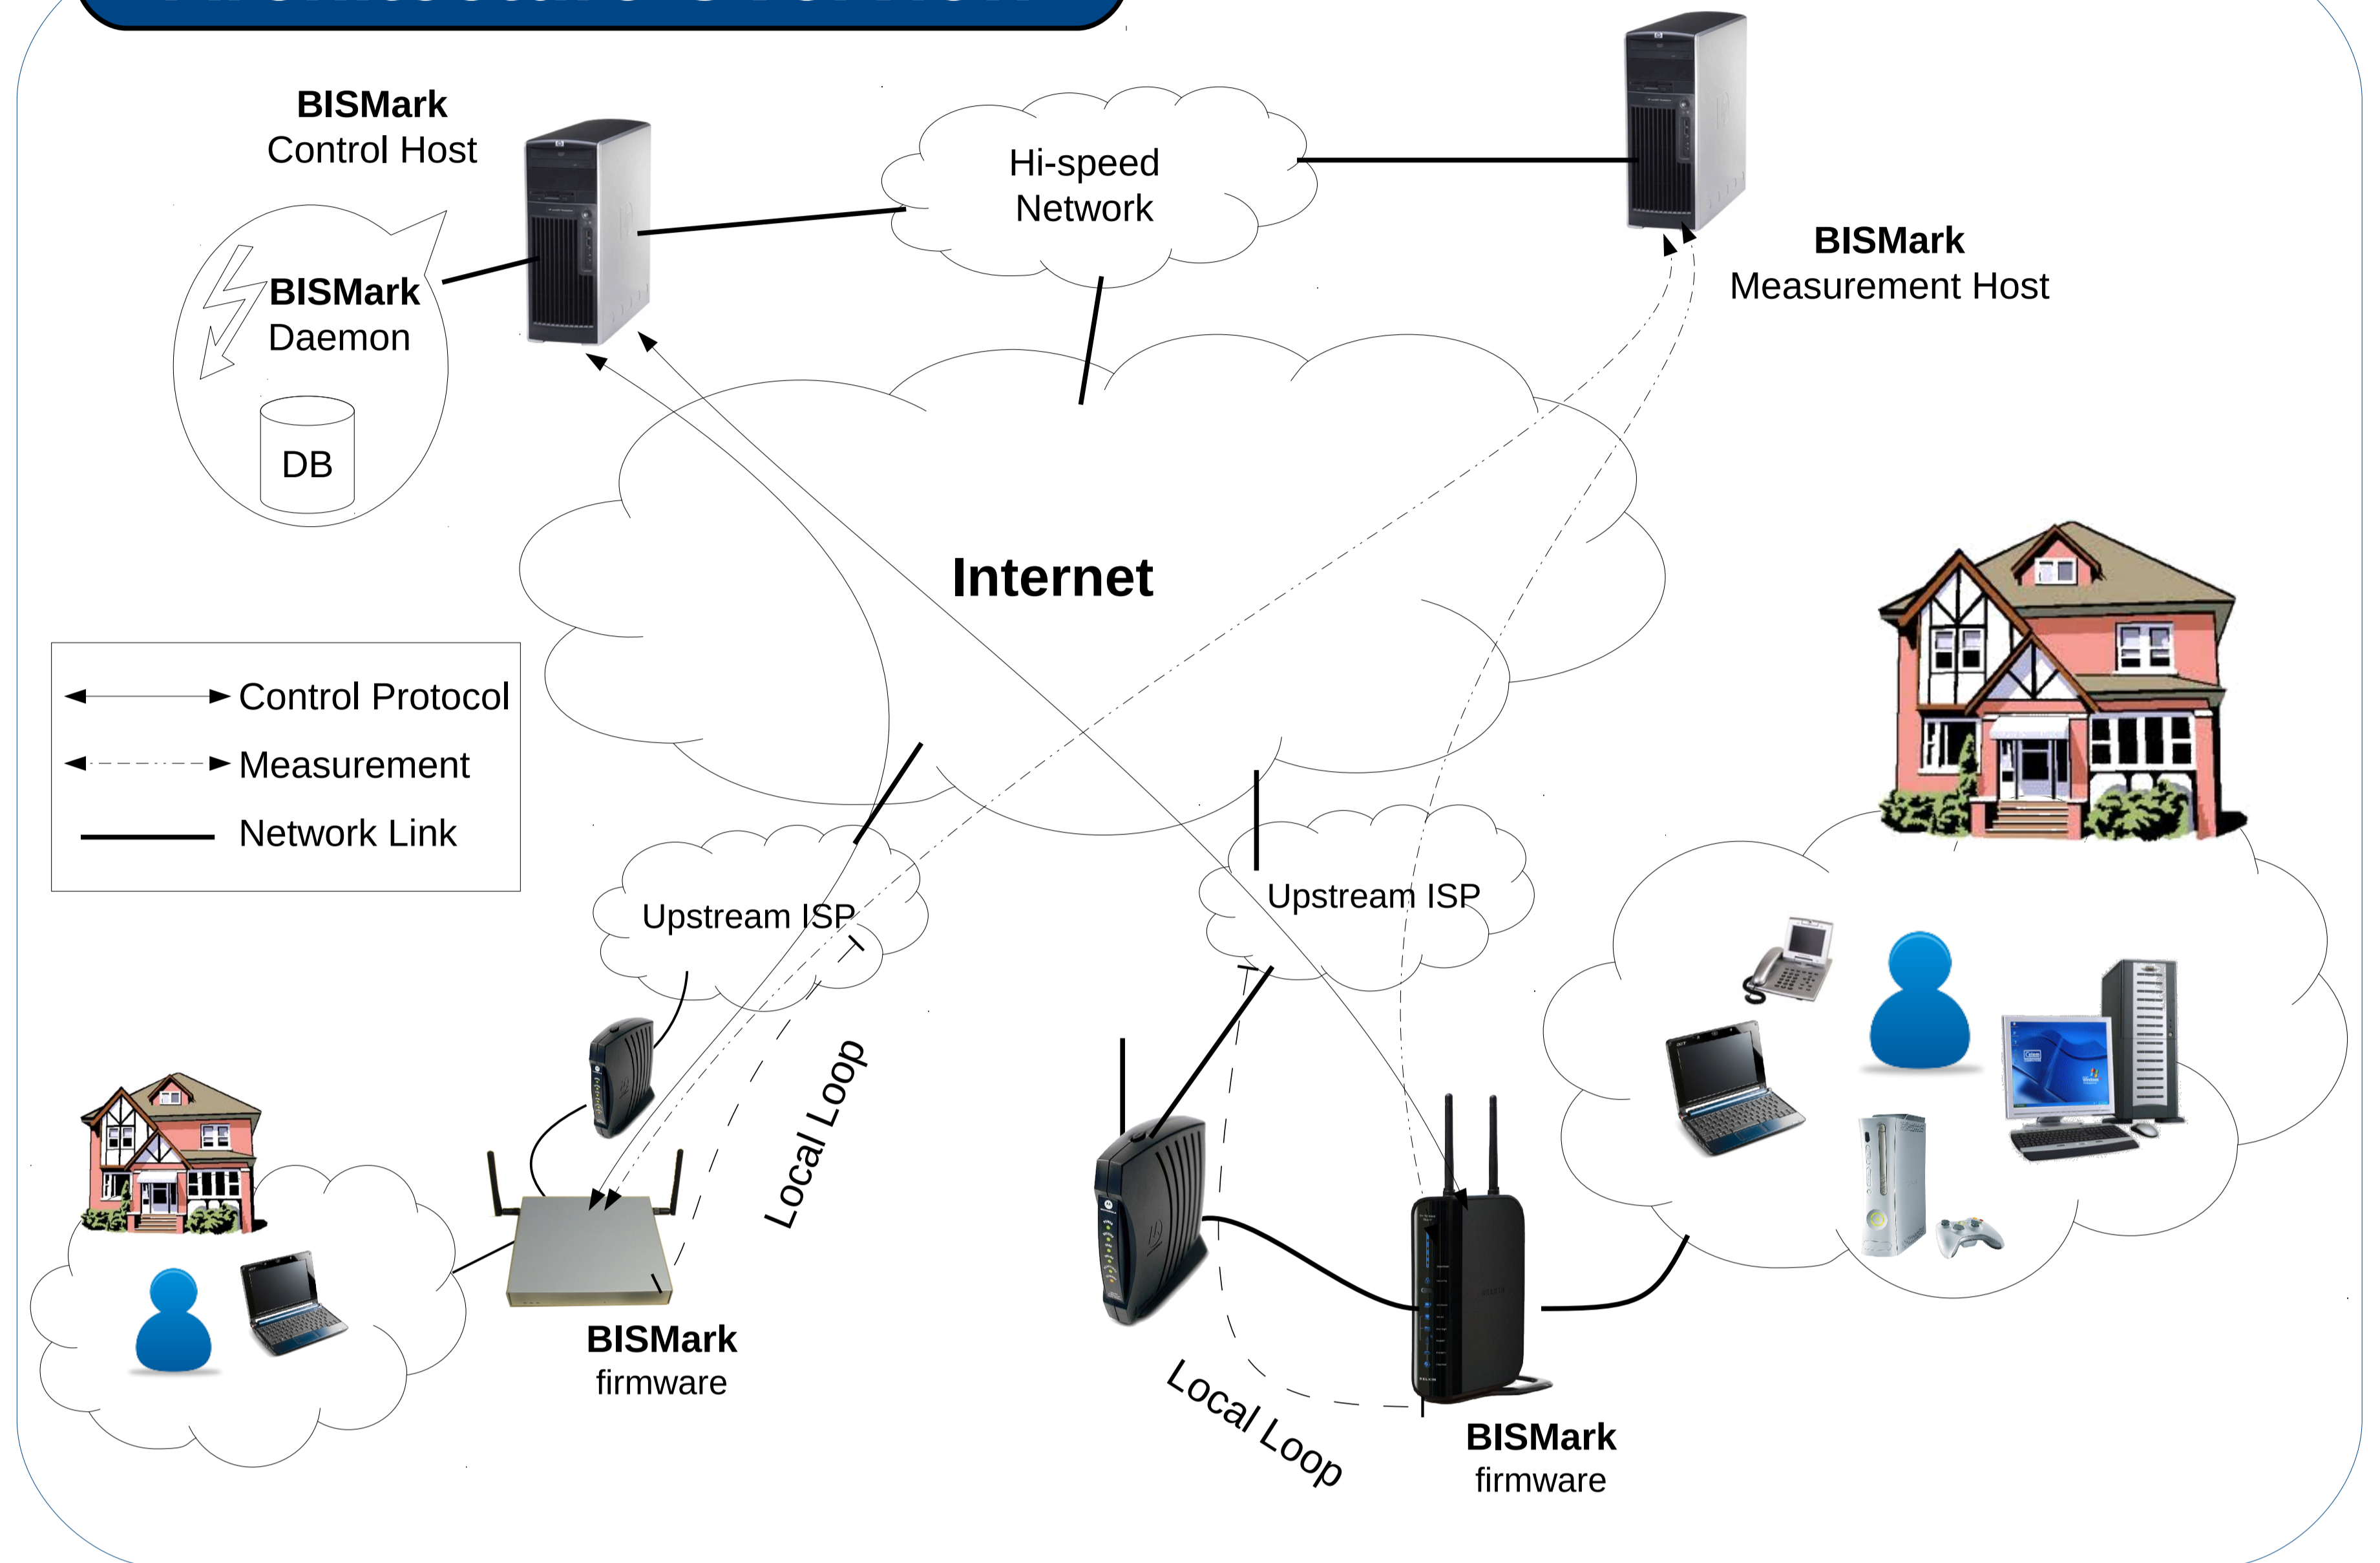 BISMark
Control Host
Hi-speed
Network
BISMark
Measurement Host
BISMark
Daemon
DB
Internet
Control Protocol
Measurement
Network Link
Upstream ISP
Upstream ISP
Local Loop
BISMark
firmware
Local Loop
BISMark
firmware